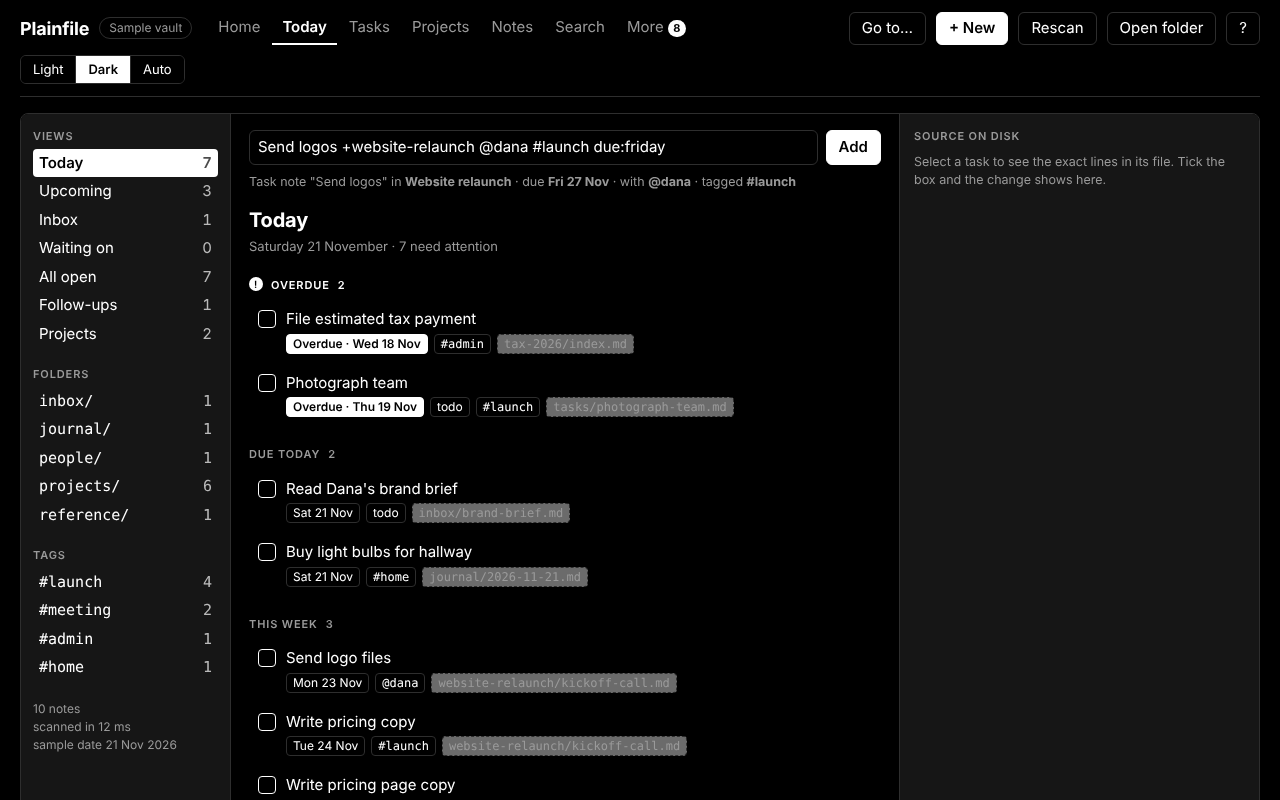 Plainfile Sample vault Home Today Tasks Projects Notes Search More 8 Go to... + New Rescan Open folder ?
Light Dark Auto
VIEWS
Today 7
Upcoming 3
Inbox 1
Waiting on 0
All open 7
Follow-ups 1
Projects 2
FOLDERS
inbox/ 1
journal/ 1
people/ 1
projects/ 6
reference/ 1
TAGS
#launch 4
#meeting 2
#admin 1
#home 1
10 notes
scanned in 12 ms
sample date 21 Nov 2026
Send logos +website-relaunch @dana #launch due:friday Add
Task note "Send logos" in Website relaunch · due Fri 27 Nov · with @dana · tagged #launch
Today
Saturday 21 November · 7 need attention
! OVERDUE 2
File estimated tax payment
Overdue · Wed 18 Nov #admin tax-2026/index.md
Photograph team
Overdue · Thu 19 Nov todo #launch tasks/photograph-team.md
DUE TODAY 2
Read Dana's brand brief
Sat 21 Nov todo inbox/brand-brief.md
Buy light bulbs for hallway
Sat 21 Nov #home journal/2026-11-21.md
THIS WEEK 3
Send logo files
Mon 23 Nov @dana website-relaunch/kickoff-call.md
Write pricing copy
Tue 24 Nov #launch website-relaunch/kickoff-call.md
Write pricing page copy
SOURCE ON DISK
Select a task to see the exact lines in its file. Tick the
box and the change shows here.